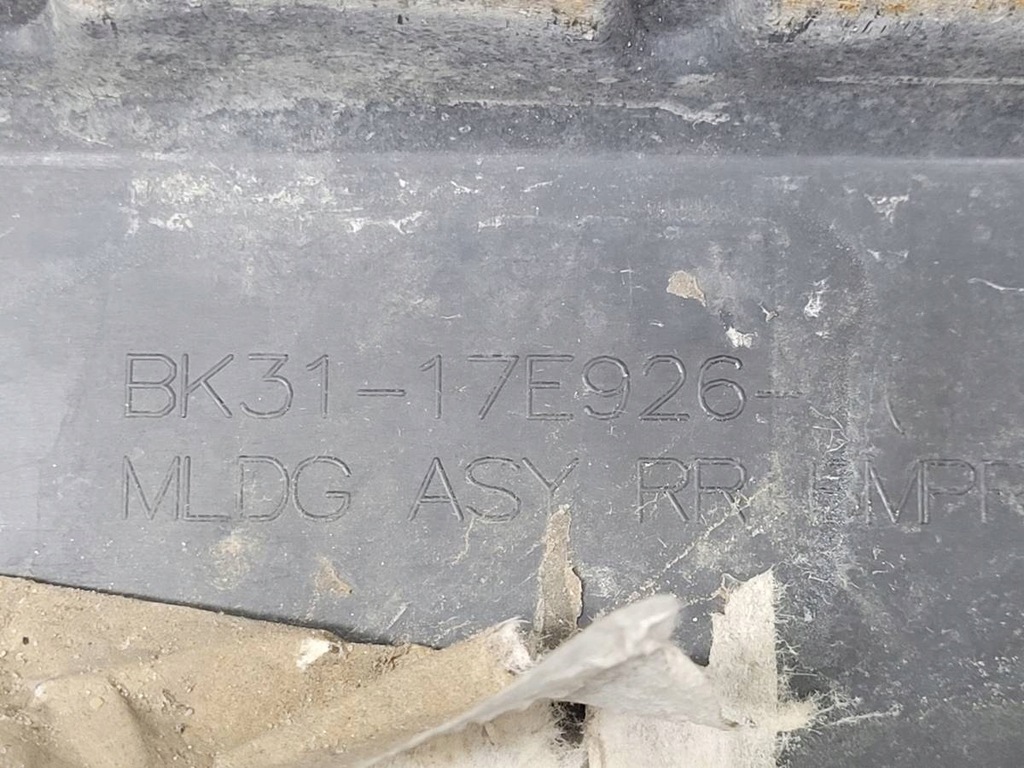 BK31-17E926-
MLDG ASY RR